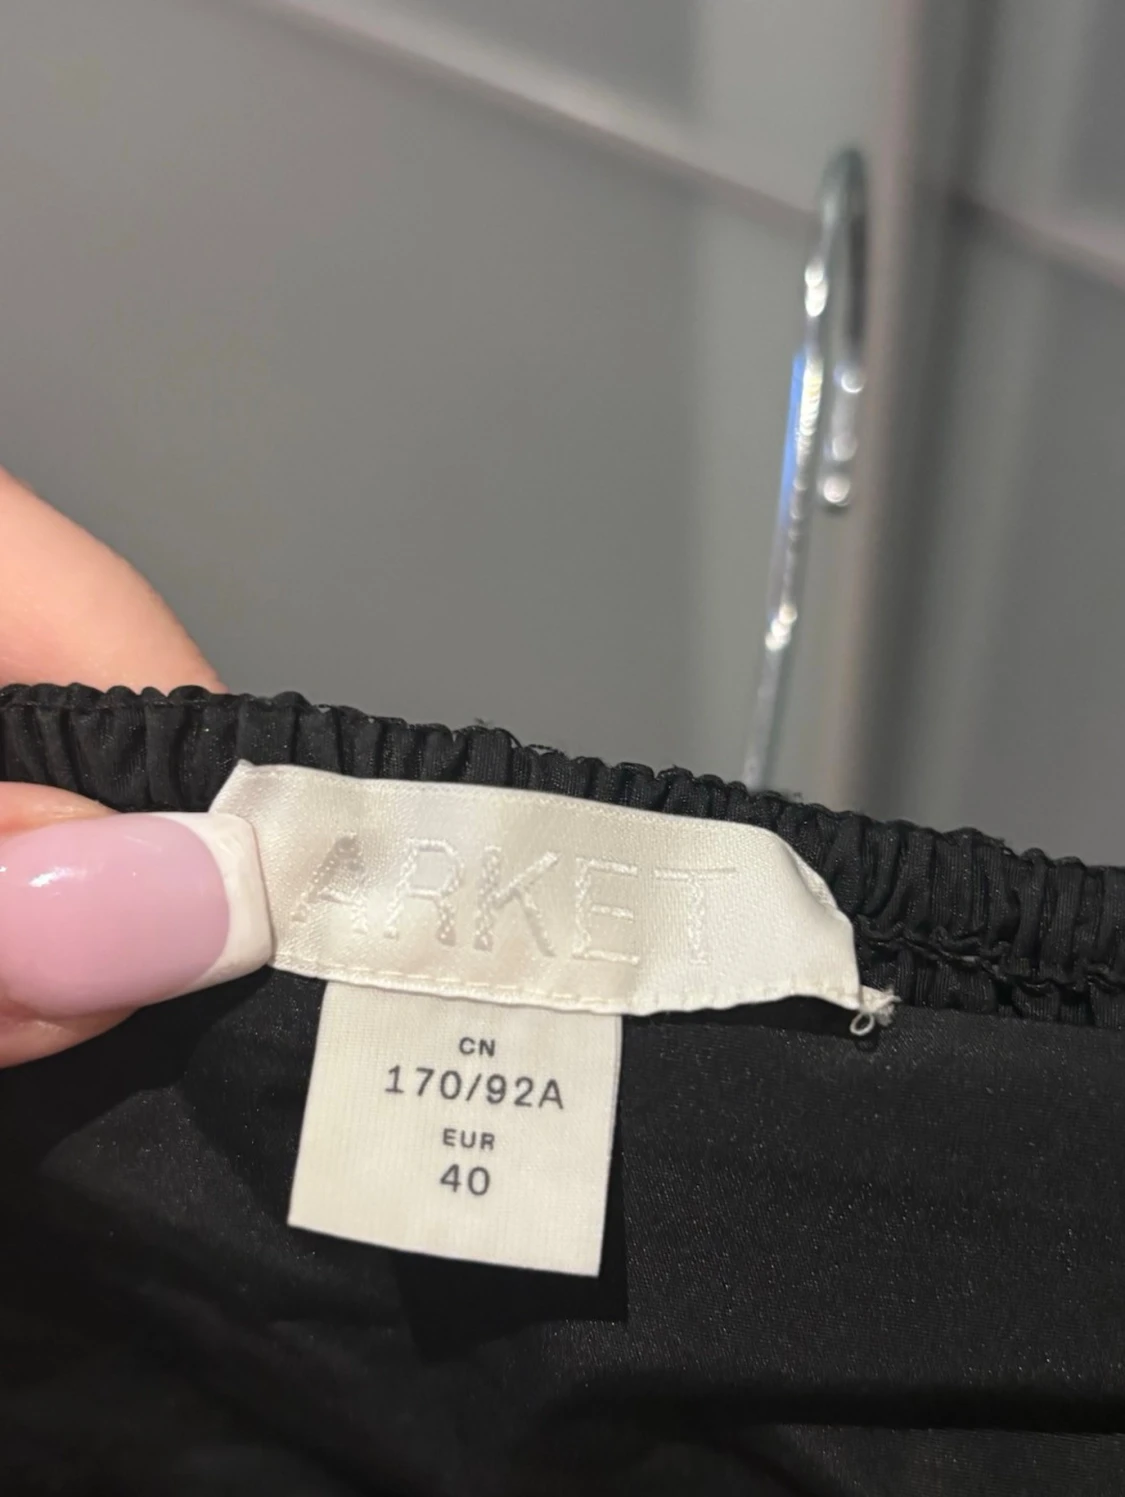 ARKET
CN
170/92A
EUR
40